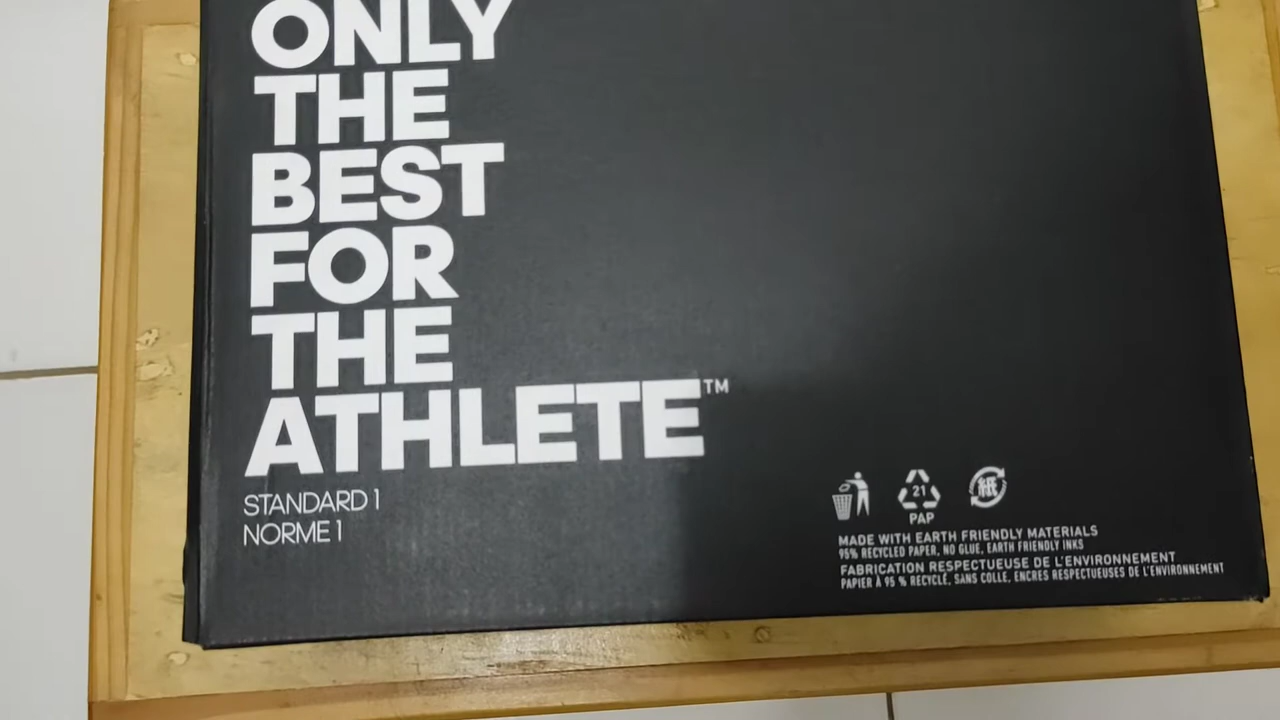 ONLY
THE
BEST
FOR
THE
ATHLETE™
STANDARD 1
NORME 1
21
PAP
紙
MADE WITH EARTH FRIENDLY MATERIALS
95% RECYCLED PAPER, NO GLUE, EARTH FRIENDLY INKS
FABRICATION RESPECTUEUSE DE L'ENVIRONNEMENT
PAPIER À 95 % RECYCLÉ, SANS COLLE, ENCRES RESPECTUEUSES DE L'ENVIRONNEMENT